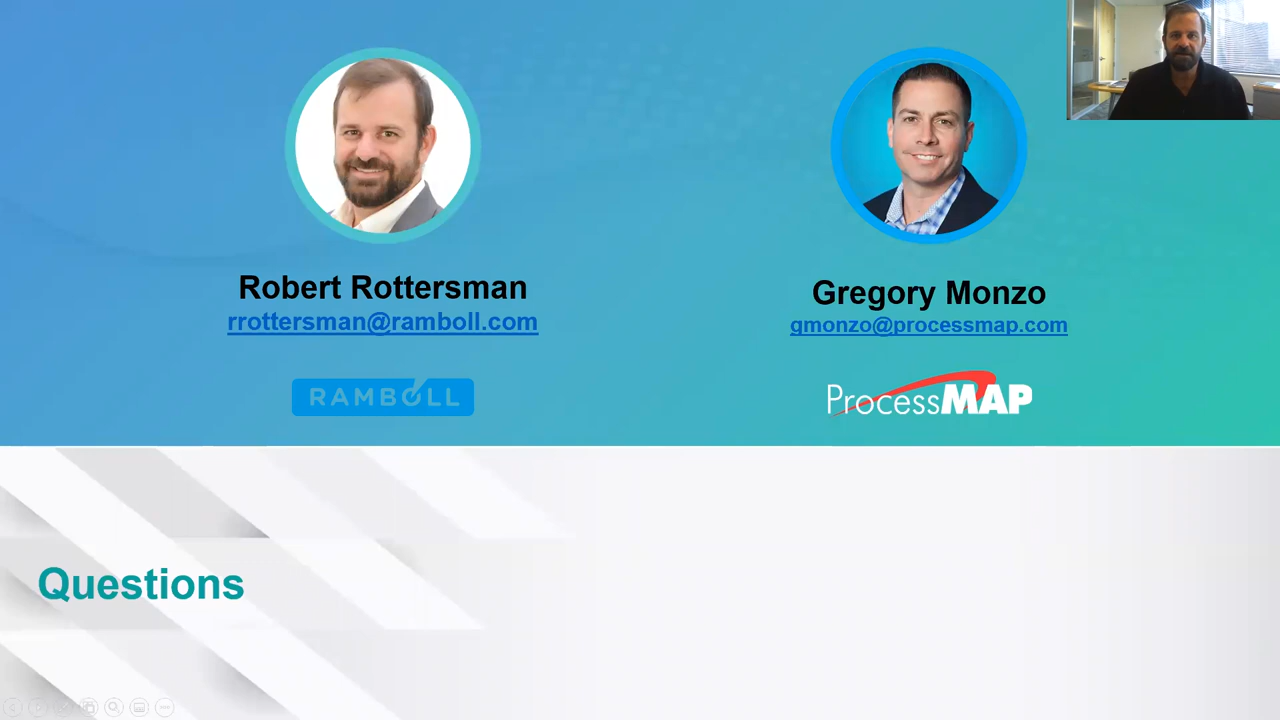 Robert Rottersman
rrottersman@ramboll.com
RAMBOLL
Gregory Monzo
gmonzo@processmap.com
ProcessMAP
Questions